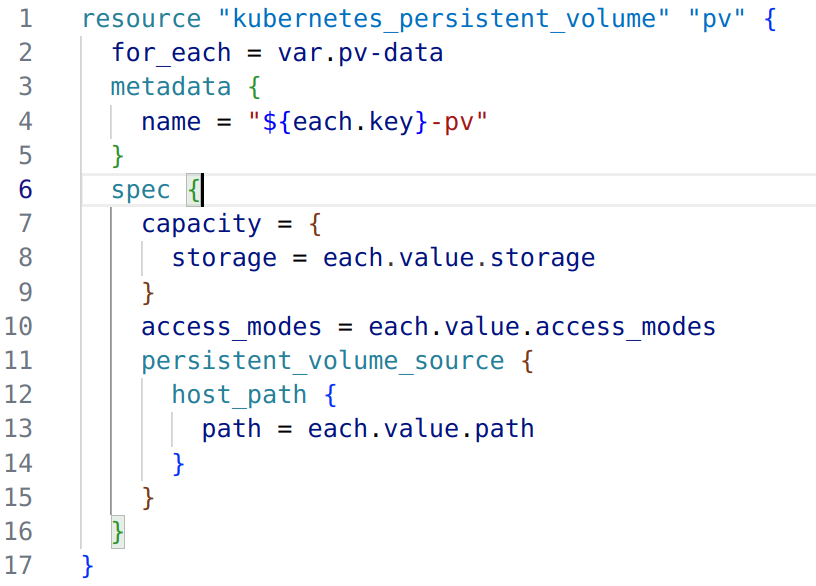 1 resource "kubernetes_persistent_volume" "pv" {
2   for_each = var.pv-data
3   metadata {
4     name = "${each.key}-pv"
5   }
6   spec {
7     capacity = {
8       storage = each.value.storage
9     }
10     access_modes = each.value.access_modes
11     persistent_volume_source {
12       host_path {
13         path = each.value.path
14       }
15     }
16   }
17 }